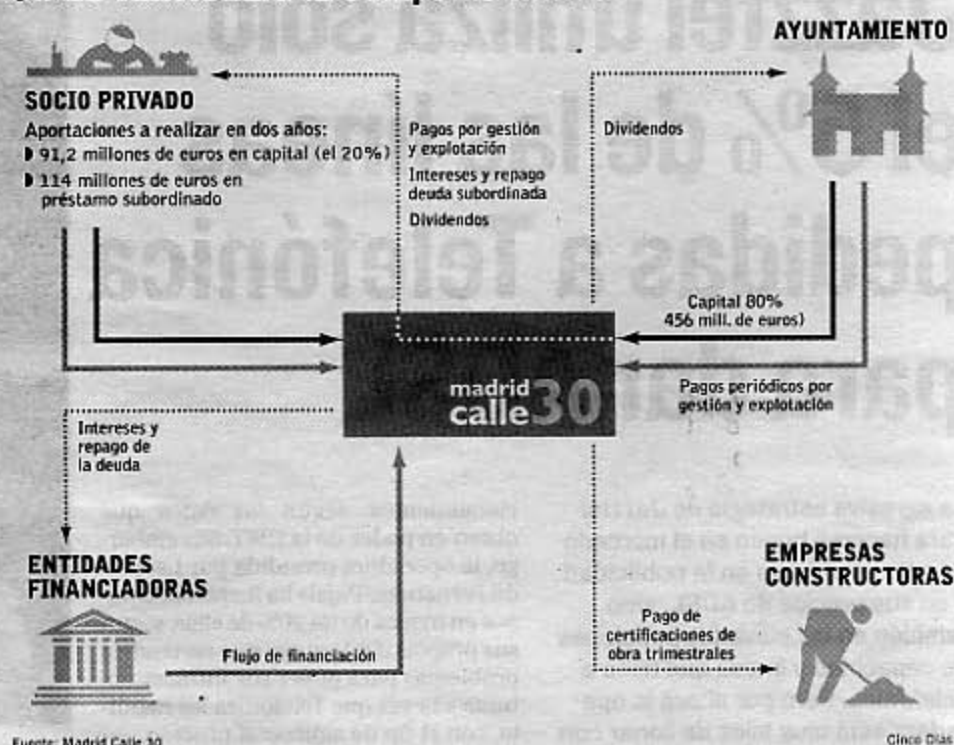 SOCIO PRIVADO
Aportaciones a realizar en dos años:
91,2 millones de euros en capital (el 20%)
114 millones de euros en
préstamo subordinado
Pagos por gestión
y explotación
Intereses y repago
deuda subordinada
Dividendos
Dividendos
AYUNTAMIENTO
Capital 80%
456 mill. de euros)
Pagos periódicos por
gestión y explotación
madrid
calle 30
Intereses y
repago de
la deuda
ENTIDADES
FINANCIADORAS
Flujo de financiación
Pago de
certificaciones de
obra trimestrales
EMPRESAS
CONSTRUCTORAS
Fuente: Madrid Calle 30
Cinco Días